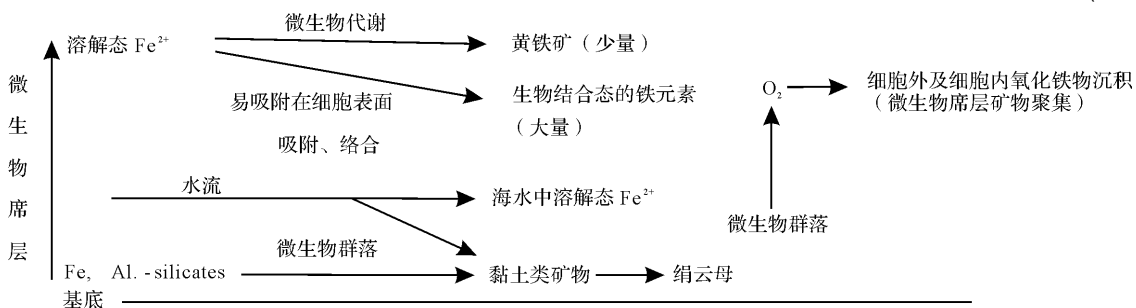 微生物代谢
溶解态 Fe²⁺
黄铁矿（少量）
微生物席层
易吸附在细胞表面
生物结合态的铁元素
（大量）
O₂
细胞外及细胞内氧化铁物沉积
（微生物席层矿物聚集）
吸附、络合
水流
海水中溶解态 Fe²⁺
微生物群落
微生物群落
Fe, Al.-silicates
黏土类矿物
绢云母
基底